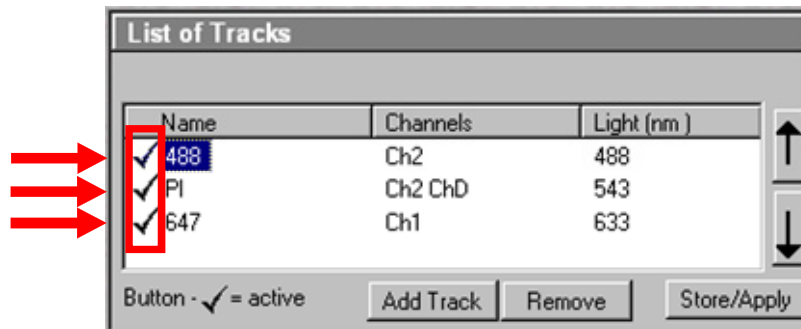 List of Tracks
Name Channels Light (nm )
✓ 488 Ch2 488
✓ PI Ch2 ChD 543
✓ 647 Ch1 633
Button - ✓ = active Add Track Remove Store/Apply